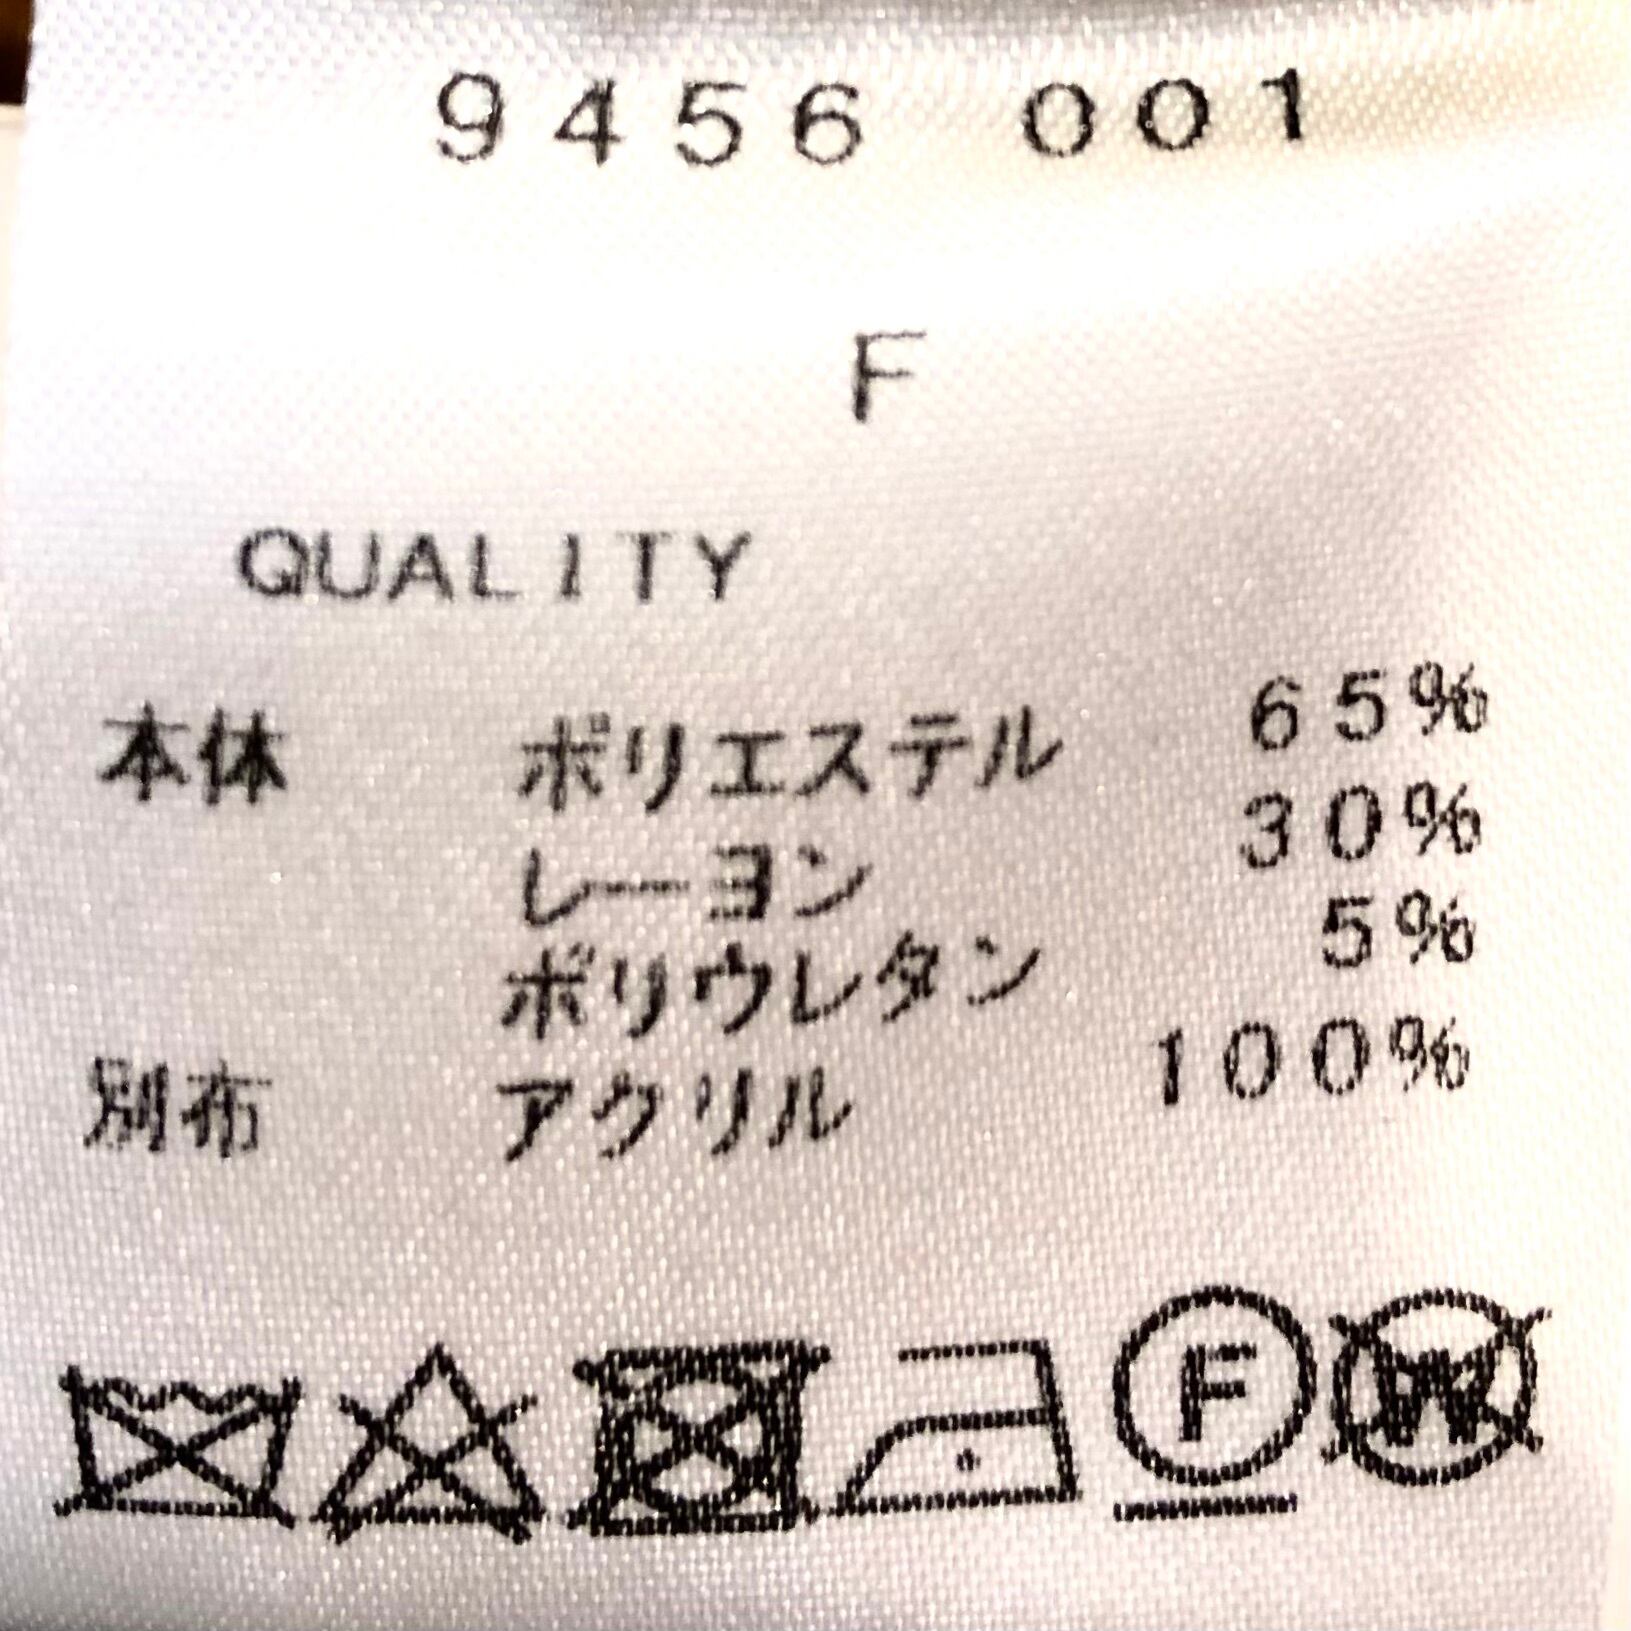 9456 001
F
QUALITY
本体 ポリエステル 65%
レーヨン 30%
ポリウレタン 5%
別布 アクリル 100%
F W